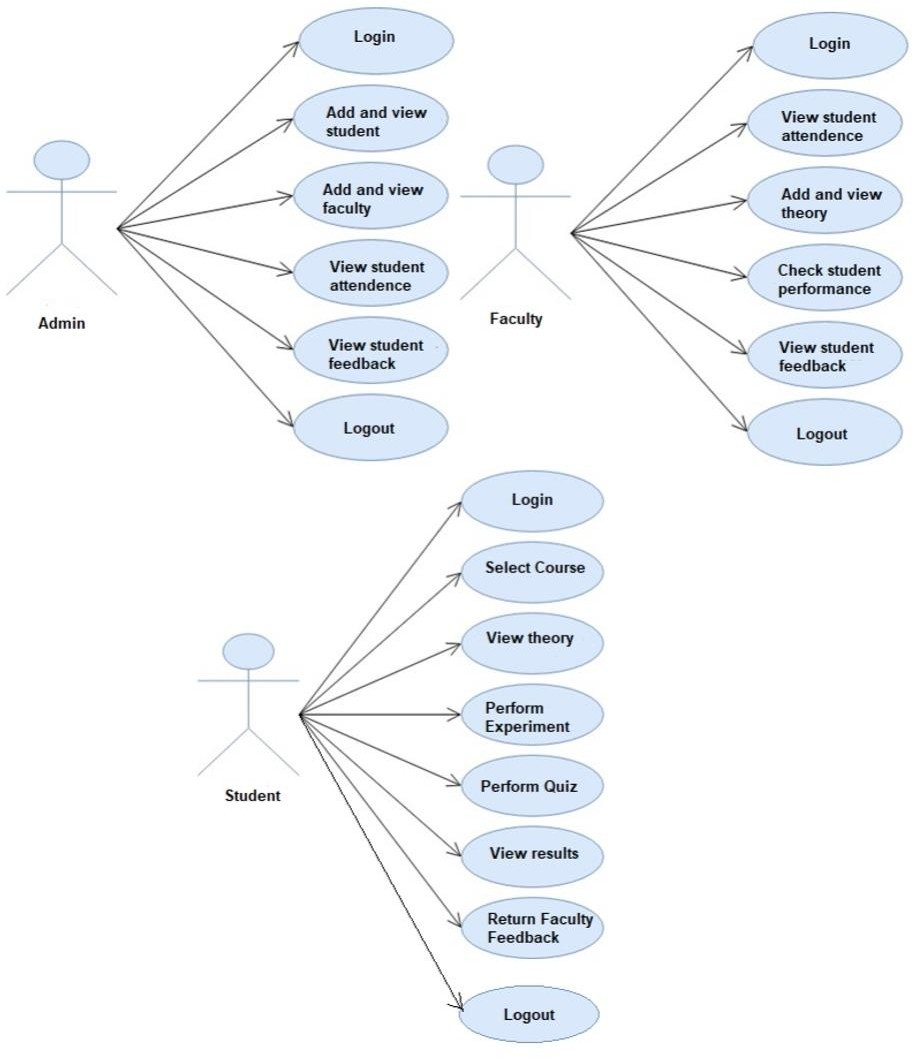 Login
Add and view
student
Add and view
faculty
View student
attendence
View student
feedback
Logout
Admin
Login
View student
attendence
Add and view
theory
Check student
performance
View student
feedback
Logout
Faculty
Login
Select Course
View theory
Perform
Experiment
Perform Quiz
View results
Return Faculty
Feedback
Logout
Student